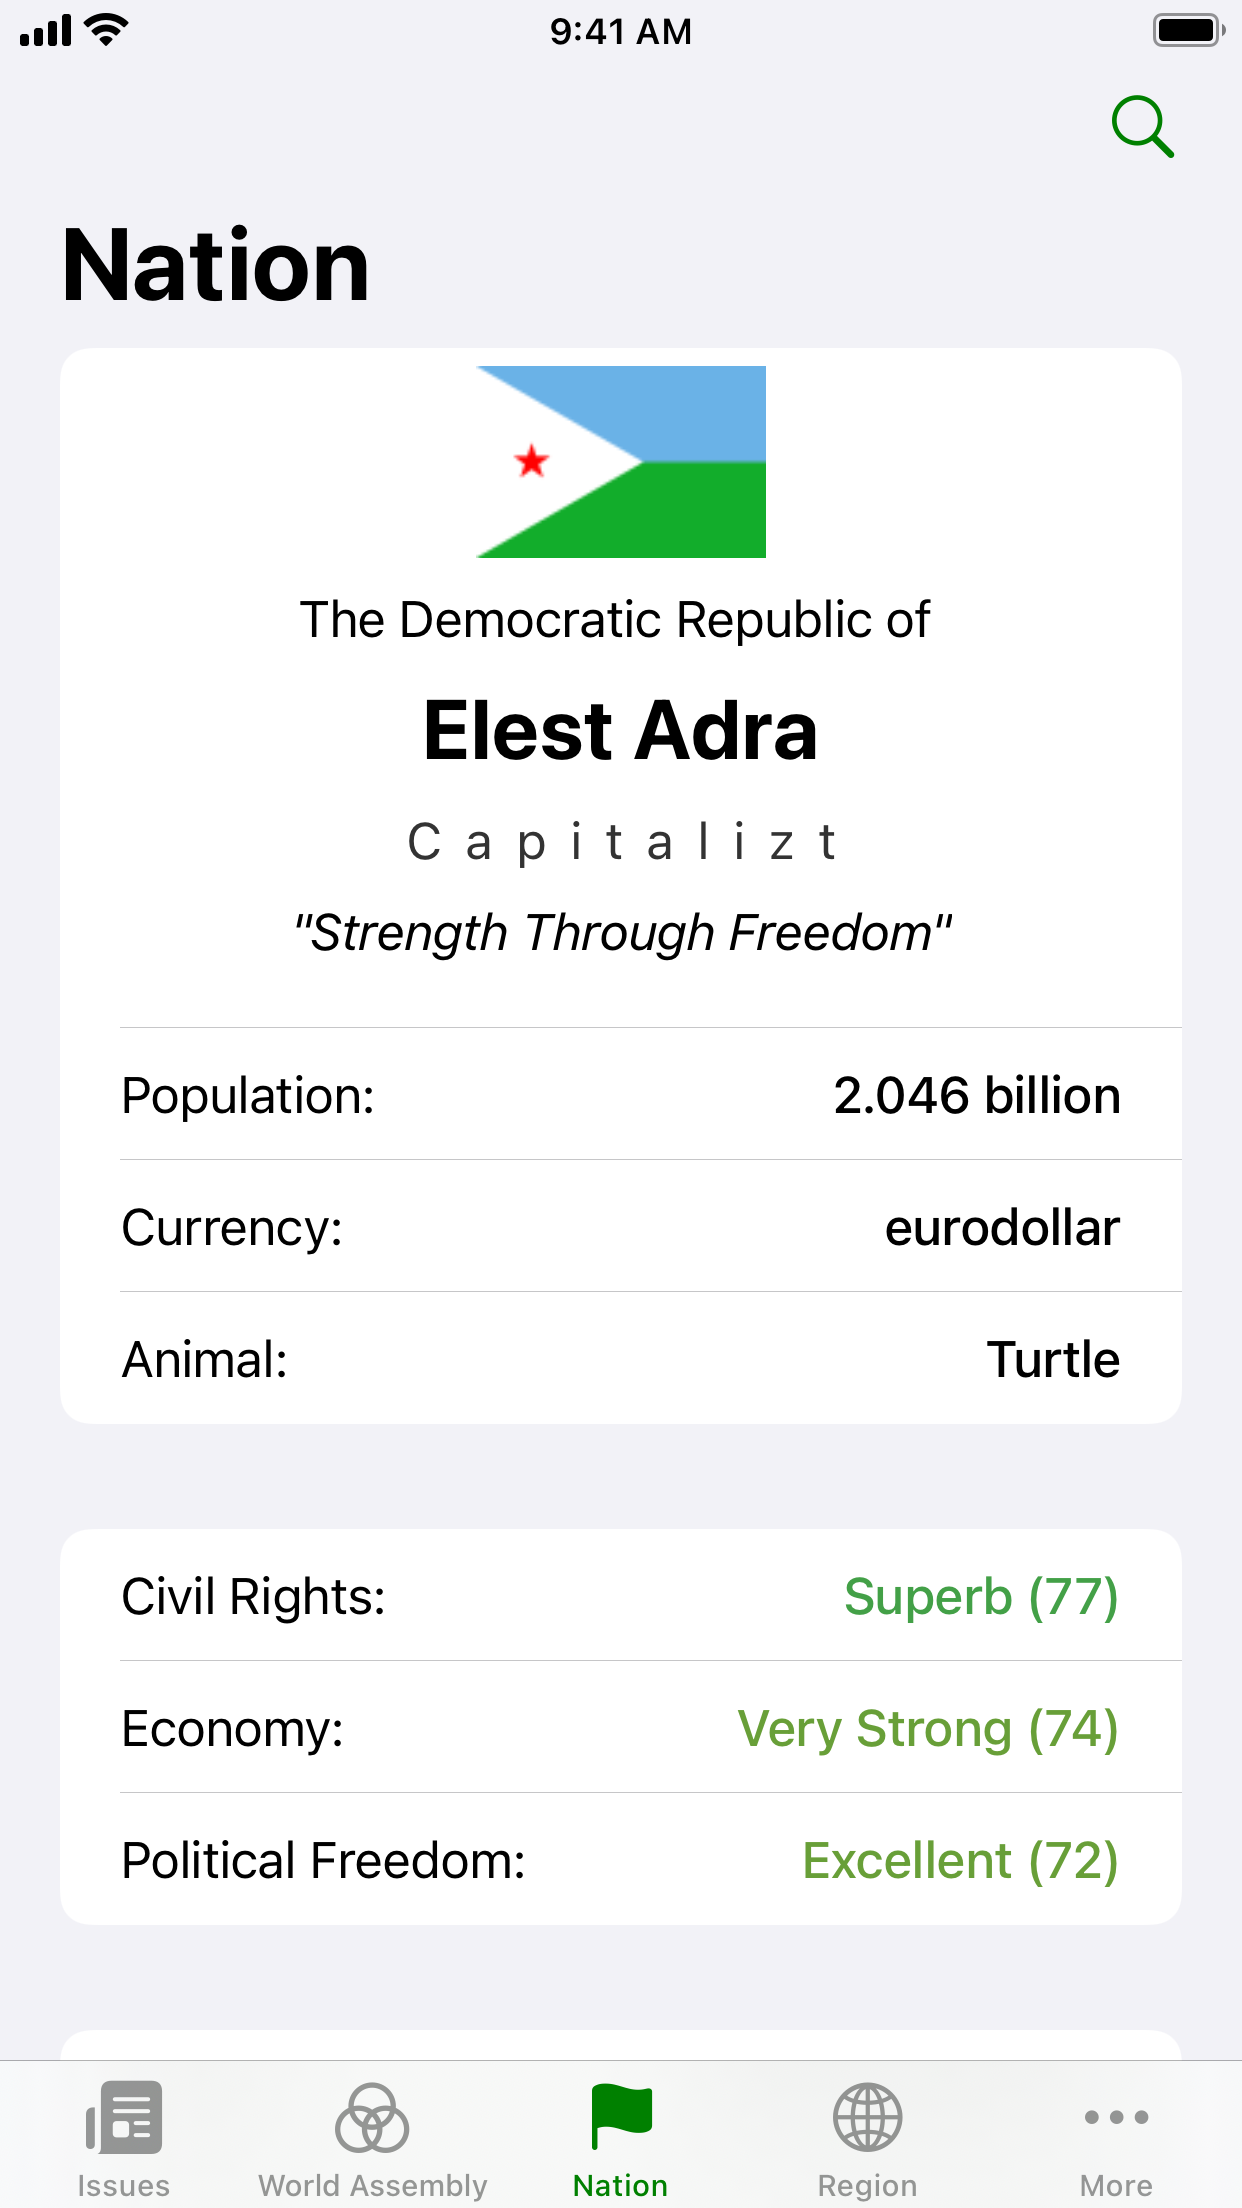 9:41 AM
Nation
The Democratic Republic of
Elest Adra
Capitalizt
"Strength Through Freedom"
Population: 2.046 billion
Currency: eurodollar
Animal: Turtle
Civil Rights: Superb (77)
Economy: Very Strong (74)
Political Freedom: Excellent (72)
Issues World Assembly Nation Region More